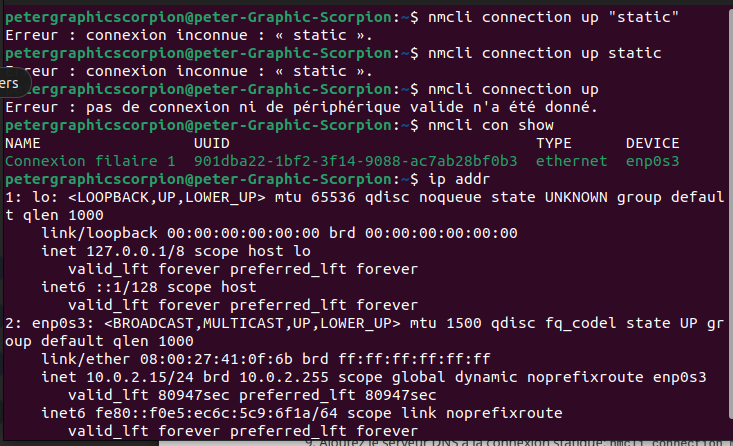 petergraphicscorpion@peter-Graphic-Scorpion:~$ nmcli connection up "static"
Erreur : connexion inconnue : « static ».
petergraphicscorpion@peter-Graphic-Scorpion:~$ nmcli connection up static
Erreur : connexion inconnue : « static ».
ers
petergraphicscorpion@peter-Graphic-Scorpion:~$ nmcli connection up
Erreur : pas de connexion ni de périphérique valide n'a été donné.
petergraphicscorpion@peter-Graphic-Scorpion:~$ nmcli con show
NAME UUID TYPE DEVICE
Connexion filaire 1 901dba22-1bf2-3f14-9088-ac7ab28bf0b3 ethernet enp0s3
petergraphicscorpion@peter-Graphic-Scorpion:~$ ip addr
1: lo: <LOOPBACK,UP,LOWER_UP> mtu 65536 qdisc noqueue state UNKNOWN group defaul
t qlen 1000
link/loopback 00:00:00:00:00:00 brd 00:00:00:00:00:00
inet 127.0.0.1/8 scope host lo
valid_lft forever preferred_lft forever
inet6 ::1/128 scope host
valid_lft forever preferred_lft forever
2: enp0s3: <BROADCAST,MULTICAST,UP,LOWER_UP> mtu 1500 qdisc fq_codel state UP gr
oup default qlen 1000
link/ether 08:00:27:41:0f:6b brd ff:ff:ff:ff:ff:ff
inet 10.0.2.15/24 brd 10.0.2.255 scope global dynamic noprefixroute enp0s3
valid_lft 80947sec preferred_lft 80947sec
inet6 fe80::f0e5:ec6c:5c9:6f1a/64 scope link noprefixroute
valid_lft forever preferred_lft forever
9. Ajoutez le serveur DNS à la connexion statique: nmcli connection